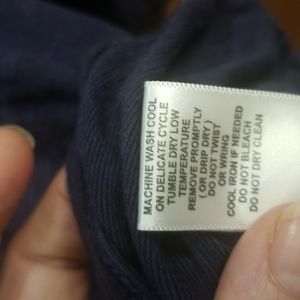 MACHINE WASH COOL
ON DELICATE CYCLE
TUMBLE DRY LOW
TEMPERATURE
REMOVE PROMPTLY
( OR DRIP DRY )
DO NOT TWIST
OR WRING
COOL IRON IF NEEDED
DO NOT BLEACH
DO NOT DRY CLEAN